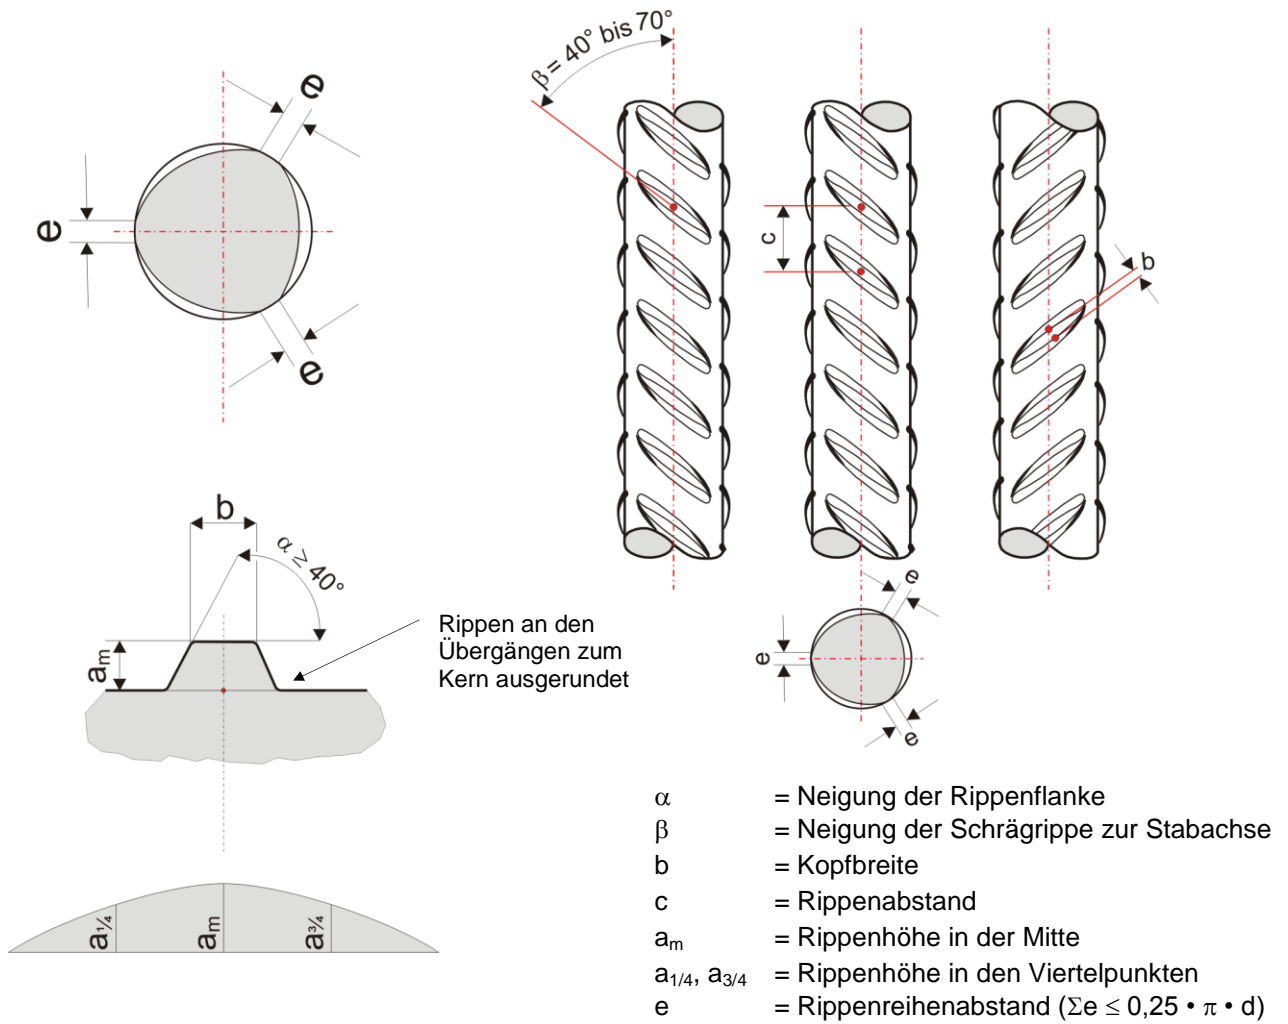 β = 40° bis 70°
e
e
e
c
b
b
α ≥ 40°
a_m
Rippen an den
Übergängen zum
Kern ausgerundet
e
e
e
a¼
a_m
a¾
α = Neigung der Rippenflanke
β = Neigung der Schrägrippe zur Stabachse
b = Kopfbreite
c = Rippenabstand
a_m = Rippenhöhe in der Mitte
a_1/4, a_3/4 = Rippenhöhe in den Viertelpunkten
e = Rippenreihenabstand (Σe ≤ 0,25 • π • d)